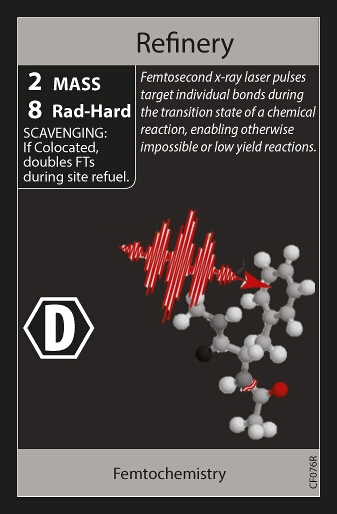 Refinery
2 MASS
8 Rad-Hard
SCAVENGING:
If Colocated,
doubles FTs
during site refuel.
Femtosecond x-ray laser pulses
target individual bonds during
the transition state of a chemical
reaction, enabling otherwise
impossible or low yield reactions.
D
Femtochemistry
CF076R